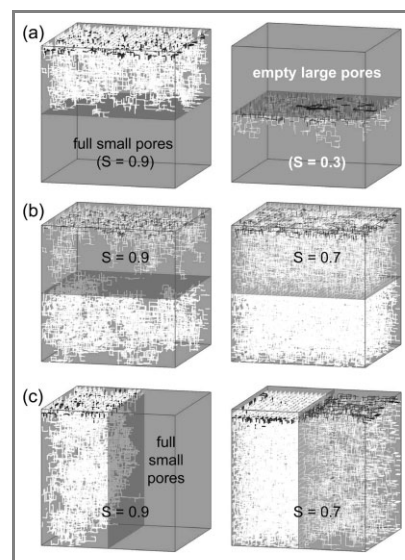 (a)
empty large pores
full small pores
(S = 0.9)
(S = 0.3)
(b)
S = 0.9
S = 0.7
(c)
full
small
pores
S = 0.9
S = 0.7